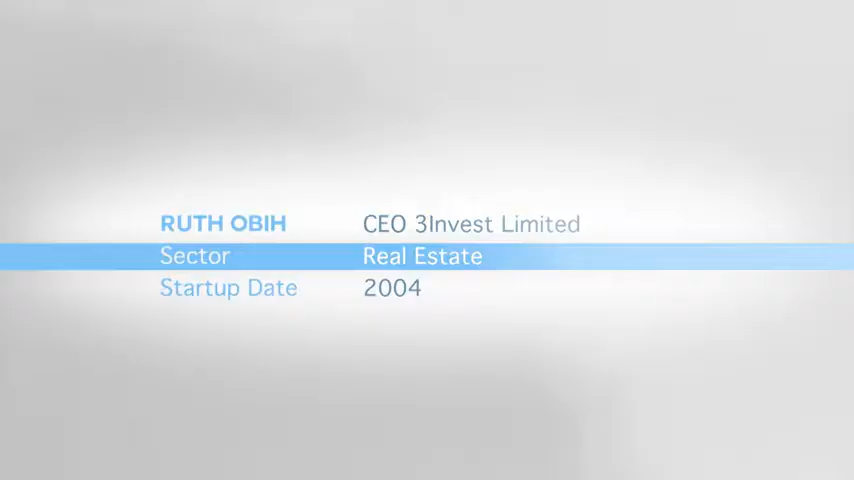 RUTH OBIH CEO 3Invest Limited
Sector Real Estate
Startup Date 2004